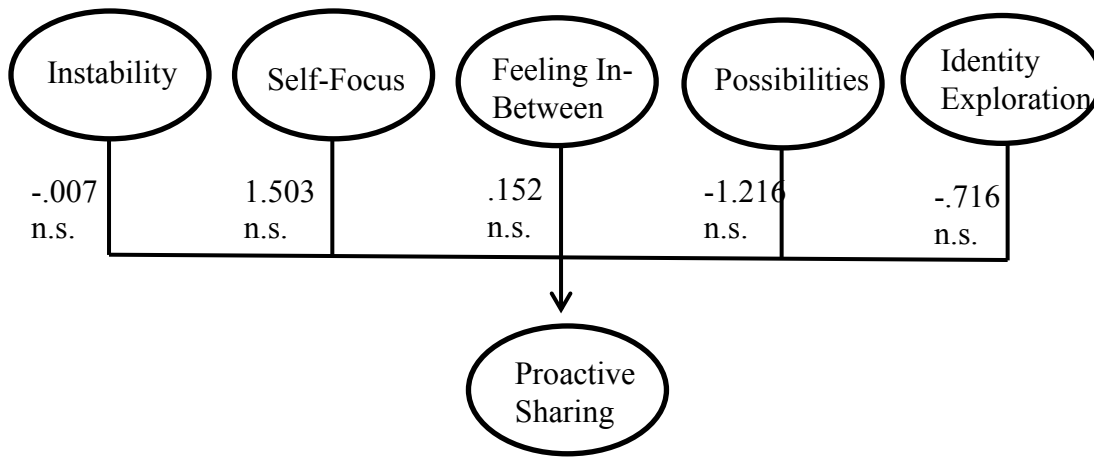 Instability
Self-Focus
Feeling In-
Between
Possibilities
Identity
Exploration
-.007
n.s.
1.503
n.s.
.152
n.s.
-1.216
n.s.
-.716
n.s.
Proactive
Sharing